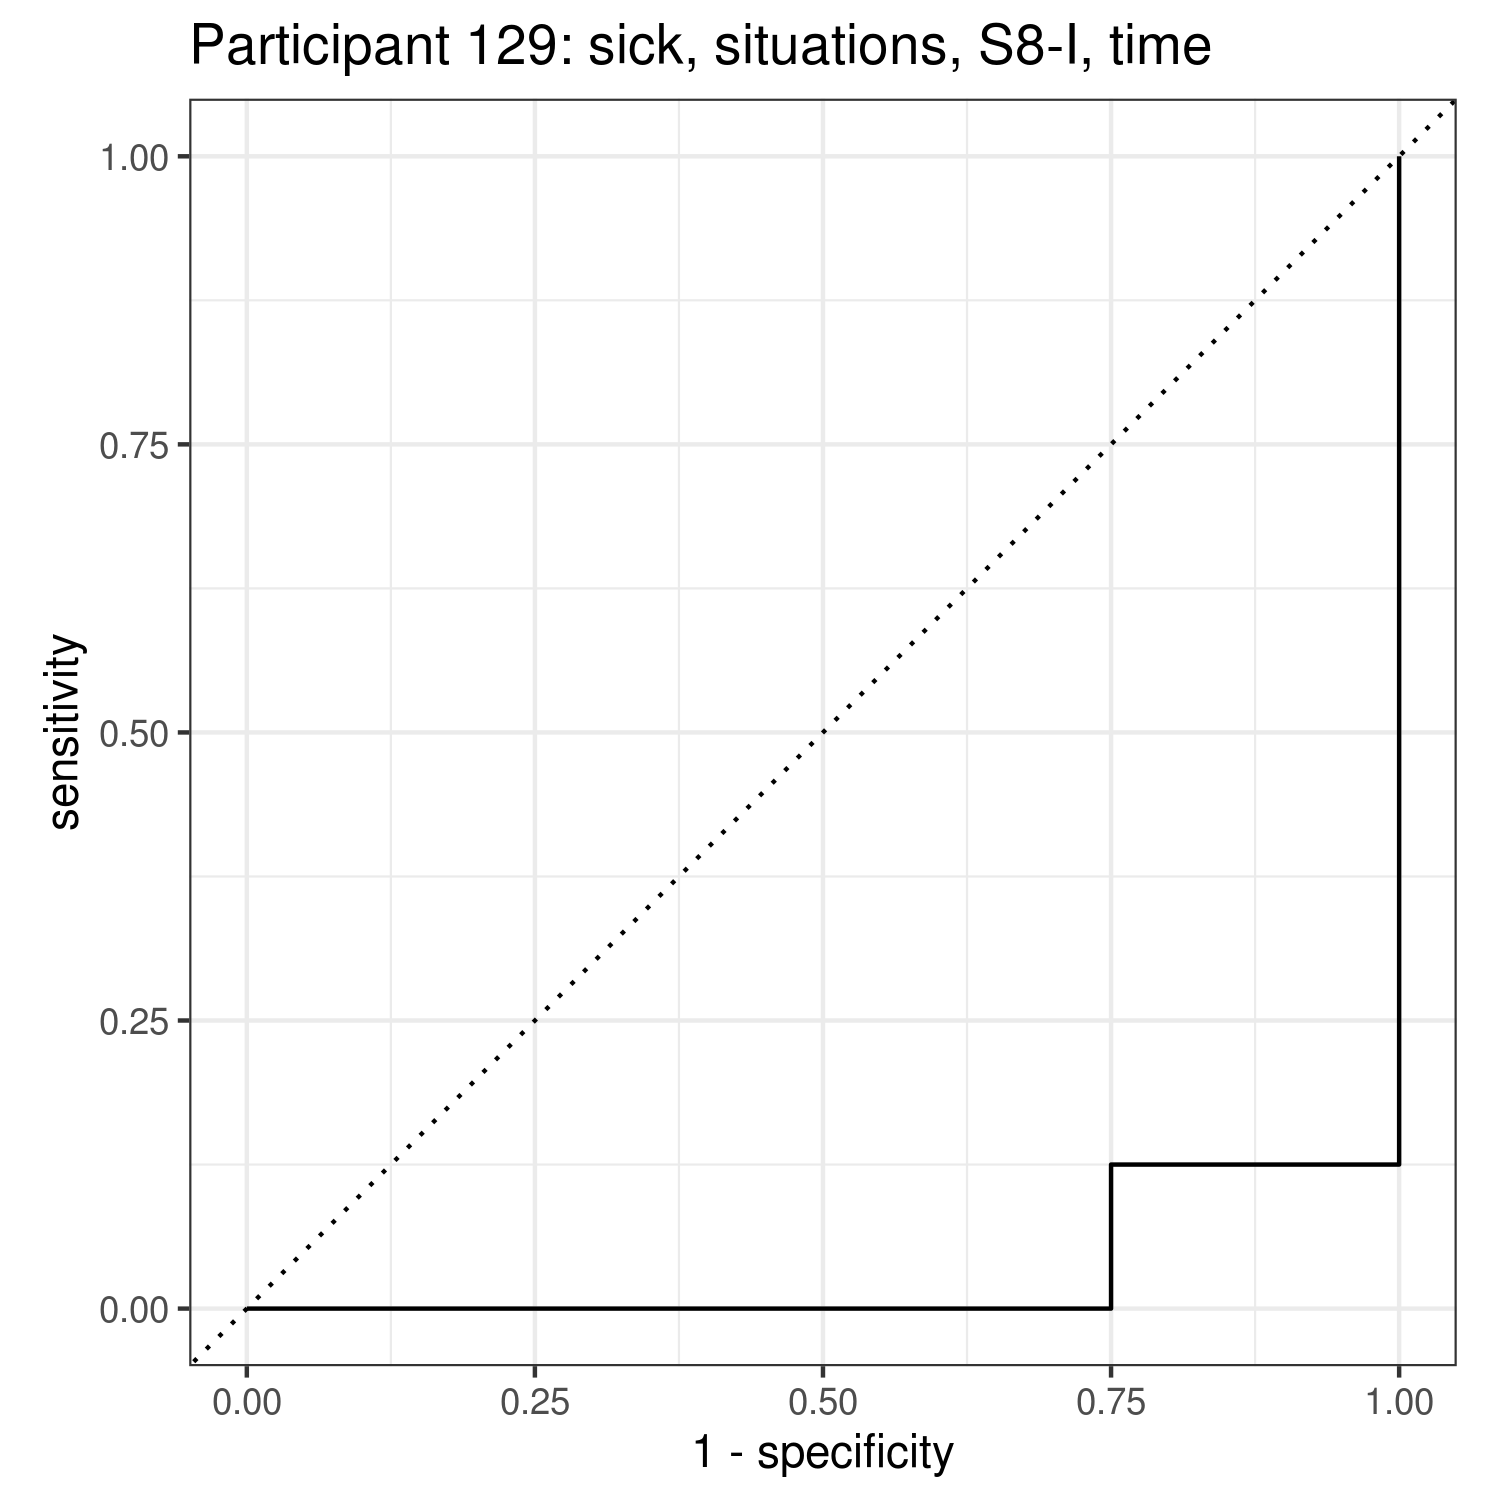 Participant 129: sick, situations, S8-I, time
1.00
0.75
0.50
0.25
0.00
sensitivity
0.00 0.25 0.50 0.75 1.00
1 - specificity